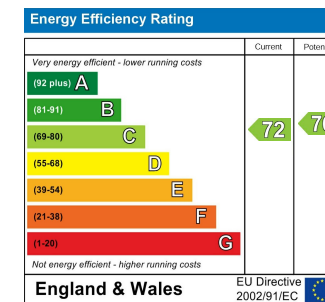 Energy Efficiency Rating
Current
Very energy efficient - lower running costs
(92 plus) A
(81-91) B
(69-80) C
72
(55-68) D
(39-54) E
(21-38) F
(1-20) G
Not energy efficient - higher running costs
England & Wales
EU Directive
2002/91/EC